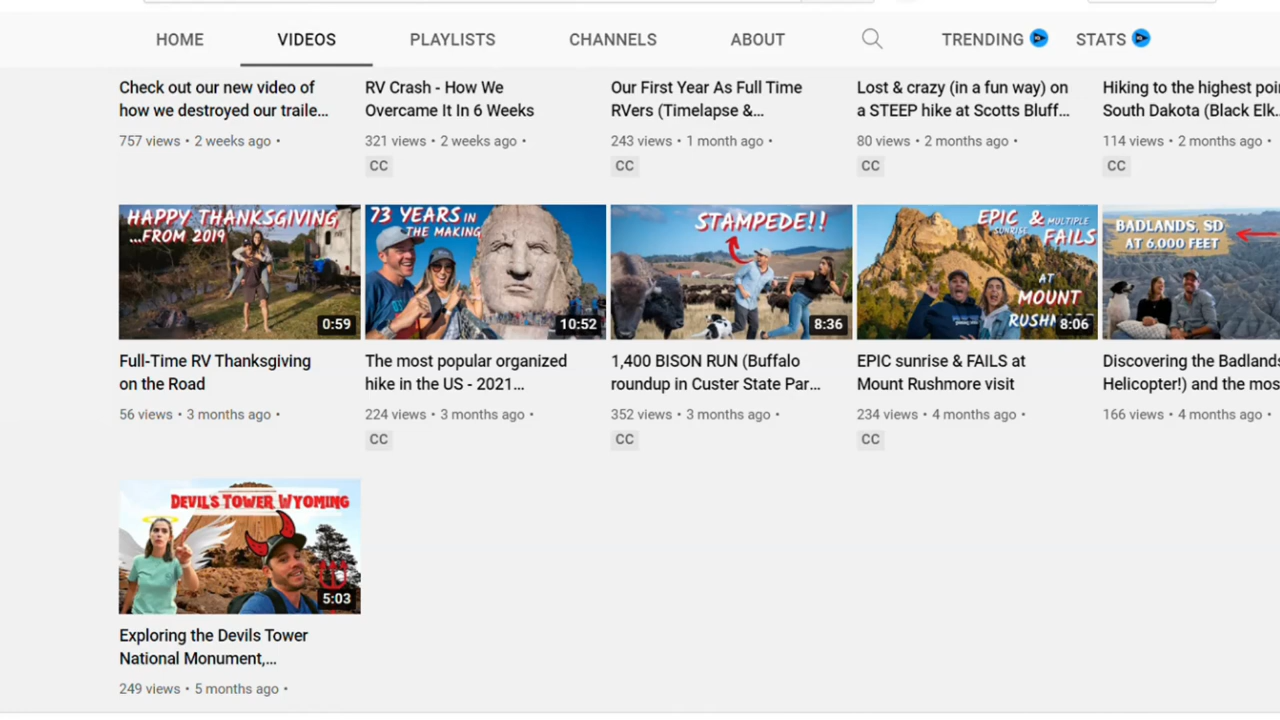 HOME VIDEOS PLAYLISTS CHANNELS ABOUT TRENDING STATS
Check out our new video of
how we destroyed our traile...
757 views • 2 weeks ago •
RV Crash - How We
Overcame It In 6 Weeks
321 views • 2 weeks ago •
CC
Our First Year As Full Time
RVers (Timelapse &...
243 views • 1 month ago •
CC
Lost & crazy (in a fun way) on
a STEEP hike at Scotts Bluff...
80 views • 2 months ago •
CC
Hiking to the highest poi
South Dakota (Black Elk
114 views • 2 months ago •
CC
HAPPY THANKSGIVING
...FROM 2019
0:59
Full-Time RV Thanksgiving
on the Road
56 views • 3 months ago •
73 YEARS IN
THE MAKING
10:52
The most popular organized
hike in the US - 2021...
224 views • 3 months ago •
CC
STAMPEDE!!
8:36
1,400 BISON RUN (Buffalo
roundup in Custer State Par...
352 views • 3 months ago •
CC
EPIC SUNRISE & MULTIPLE
FAILS
AT
MOUNT
RUSHM
8:06
EPIC sunrise & FAILS at
Mount Rushmore visit
234 views • 4 months ago •
CC
BADLANDS, SD
AT 6,000 FEET
Discovering the Badlands
Helicopter!) and the mos
166 views • 4 months ago •
DEVILS TOWER WYOMING
5:03
Exploring the Devils Tower
National Monument,...
249 views • 5 months ago •